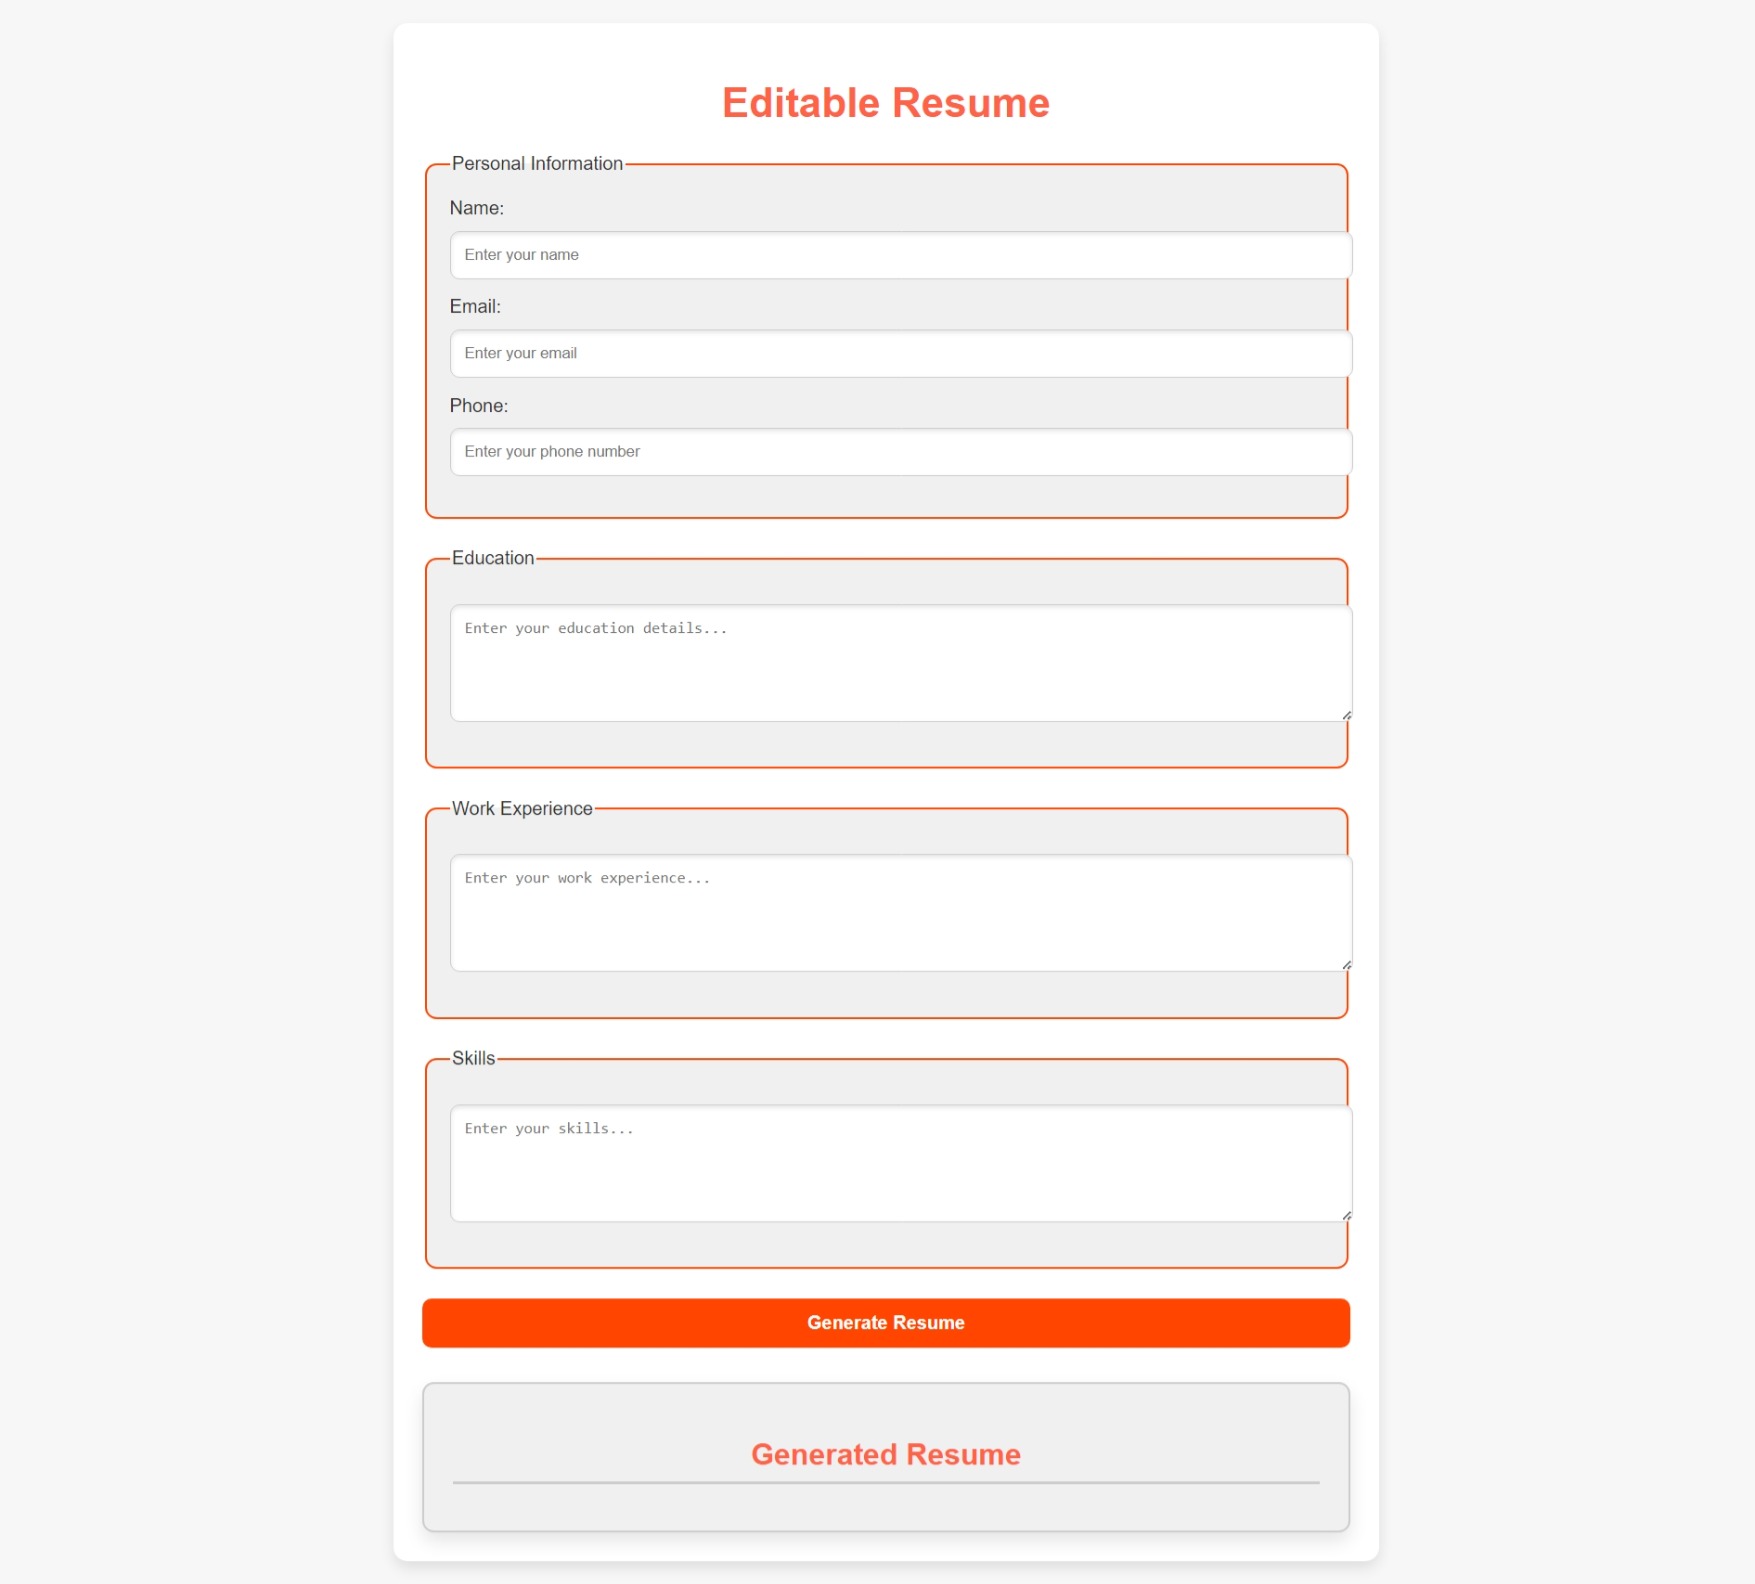 Editable Resume
Personal Information
Name:
Enter your name
Email:
Enter your email
Phone:
Enter your phone number
Education
Enter your education details...
Work Experience
Enter your work experience...
Skills
Enter your skills...
Generate Resume
Generated Resume